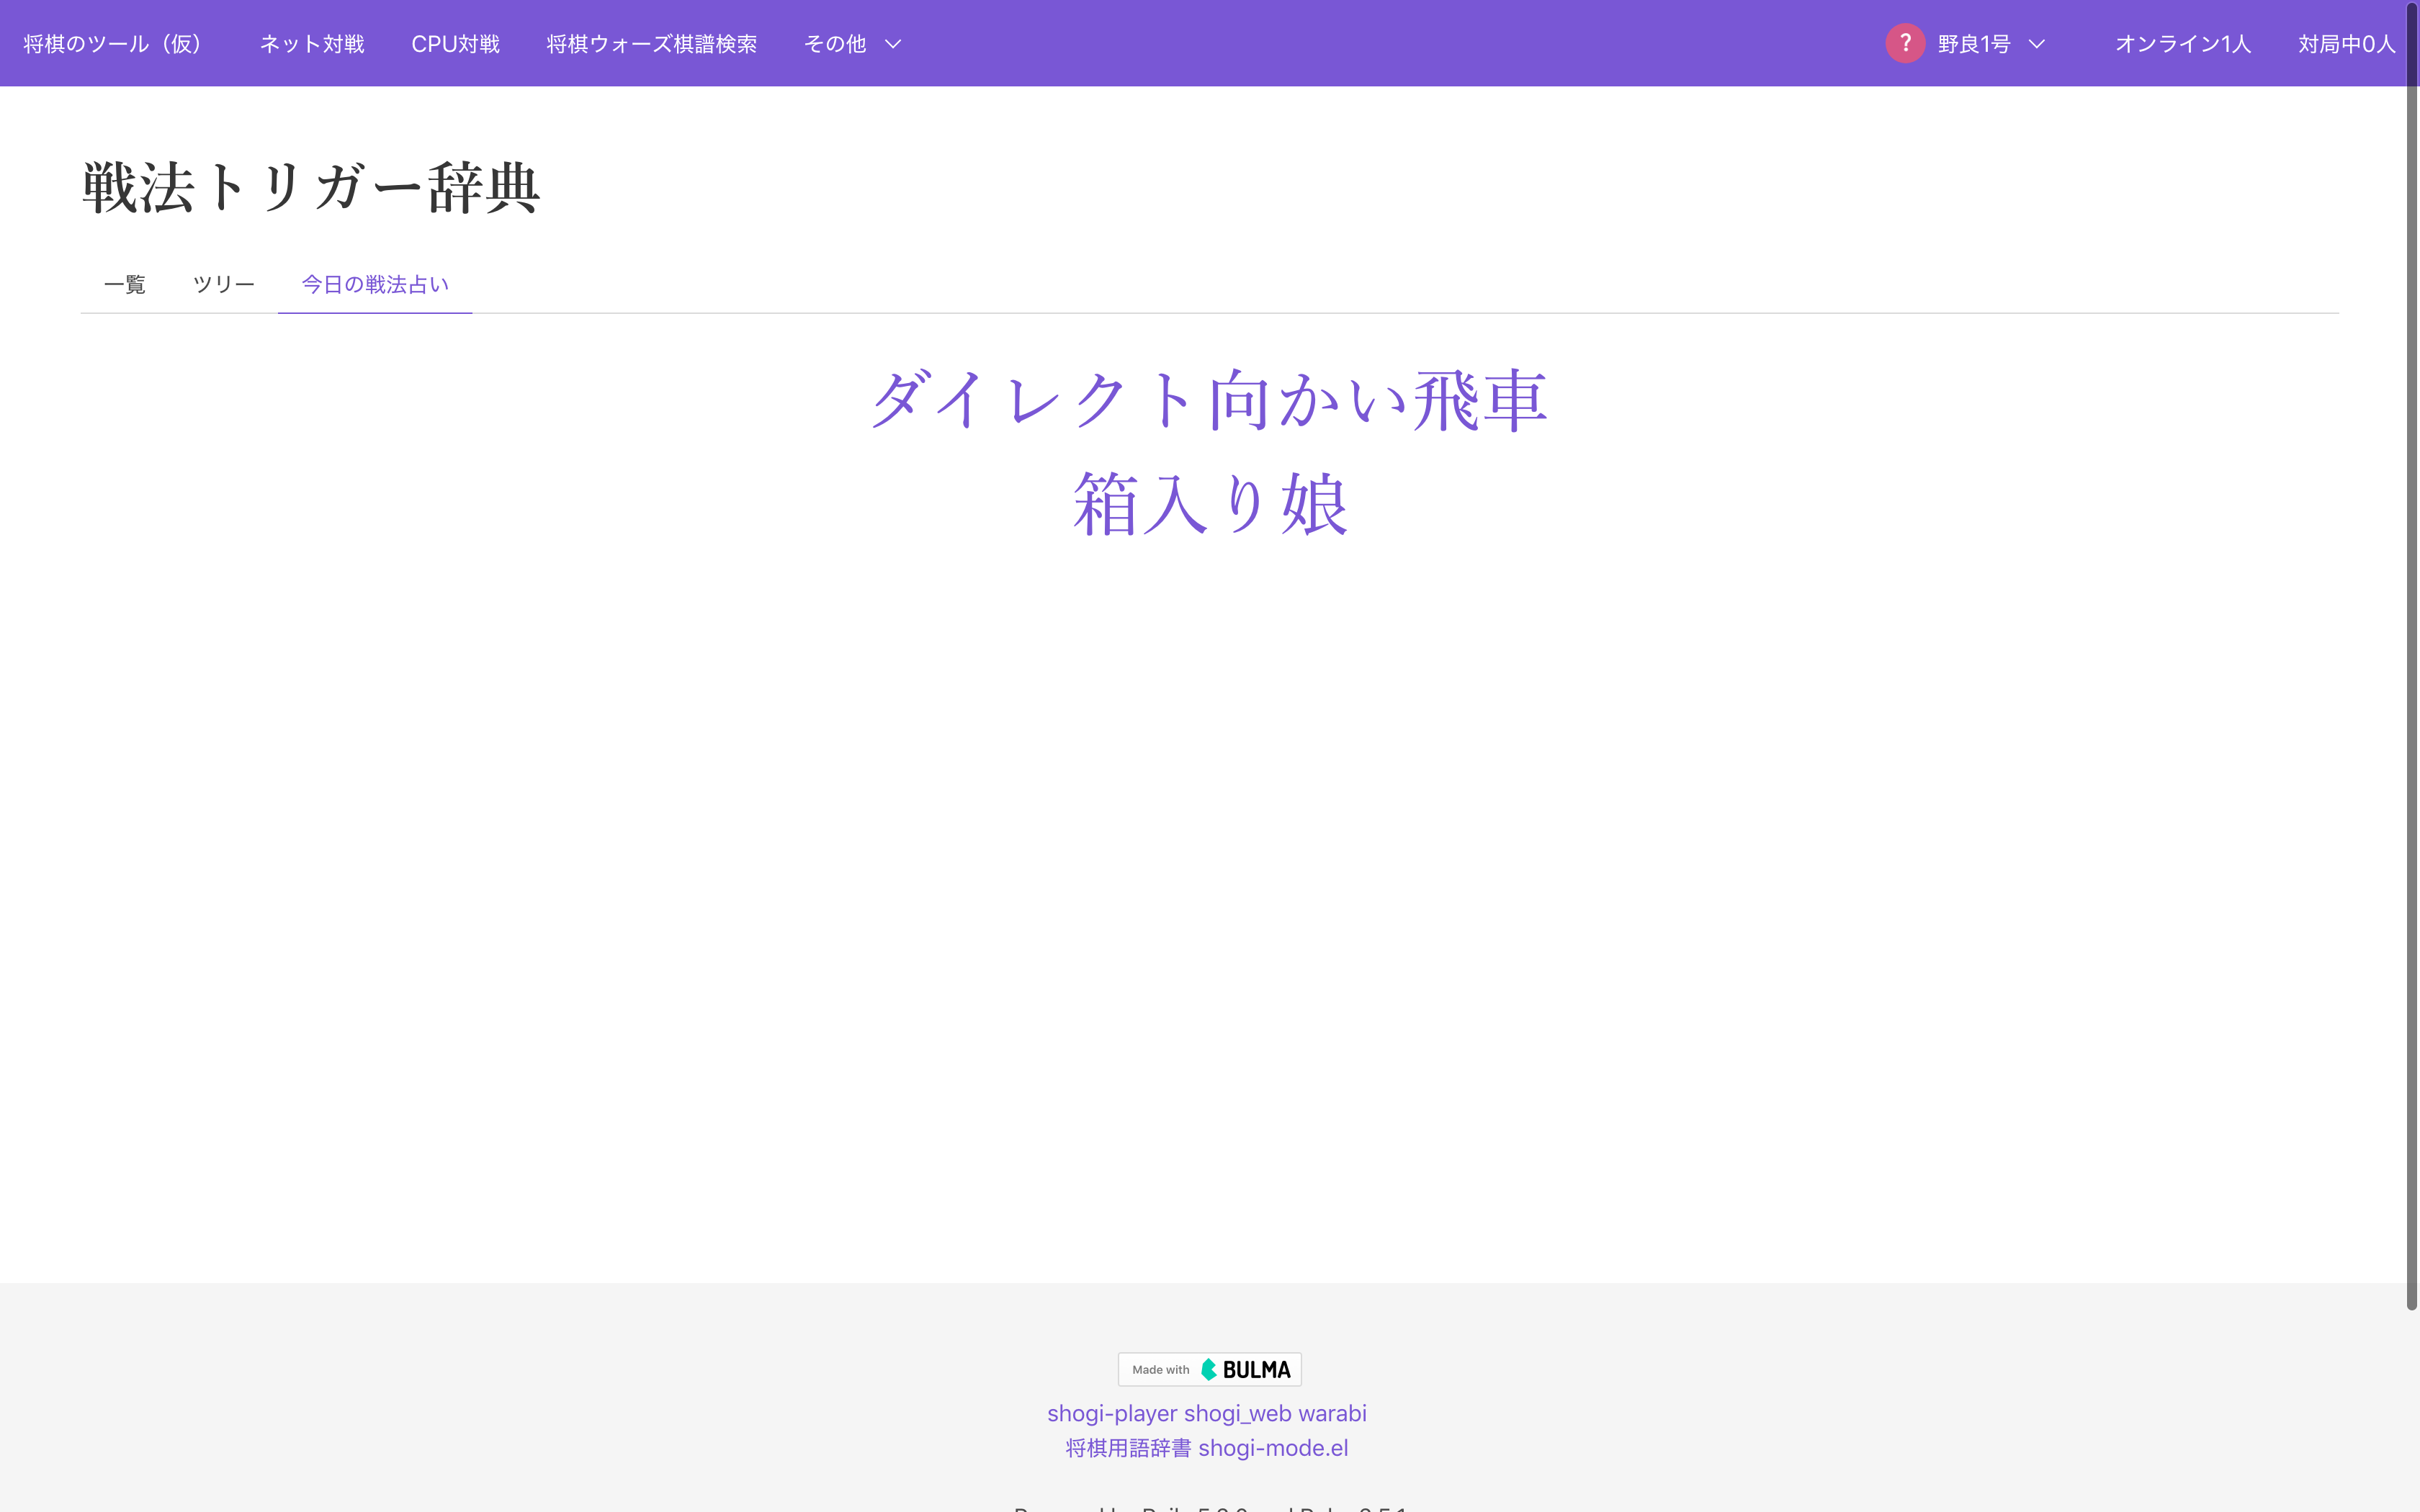 将棋のツール（仮） ネット対戦 CPU対戦 将棋ウォーズ棋譜検索 その他 ? 野良1号 オンライン1人 対局中0人
戦法トリガー辞典
一覧 ツリー 今日の戦法占い
ダイレクト向かい飛車
箱入り娘
Made with BULMA
shogi-player shogi_web warabi
将棋用語辞書 shogi-mode.el